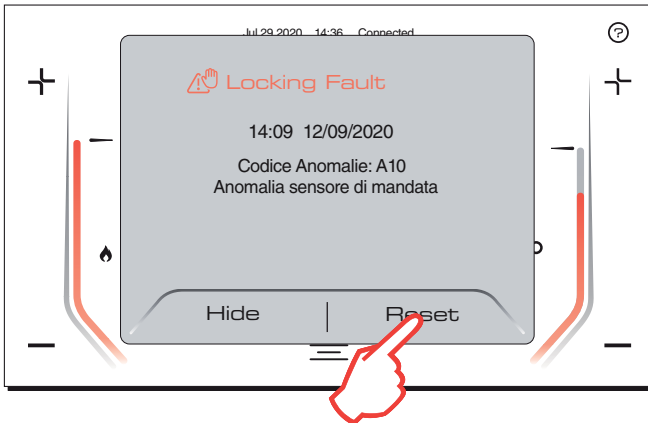 Jul 29 2020 14:36 Connected
?
Locking Fault
14:09 12/09/2020
Codice Anomalie: A10
Anomalia sensore di mandata
Hide
Reset